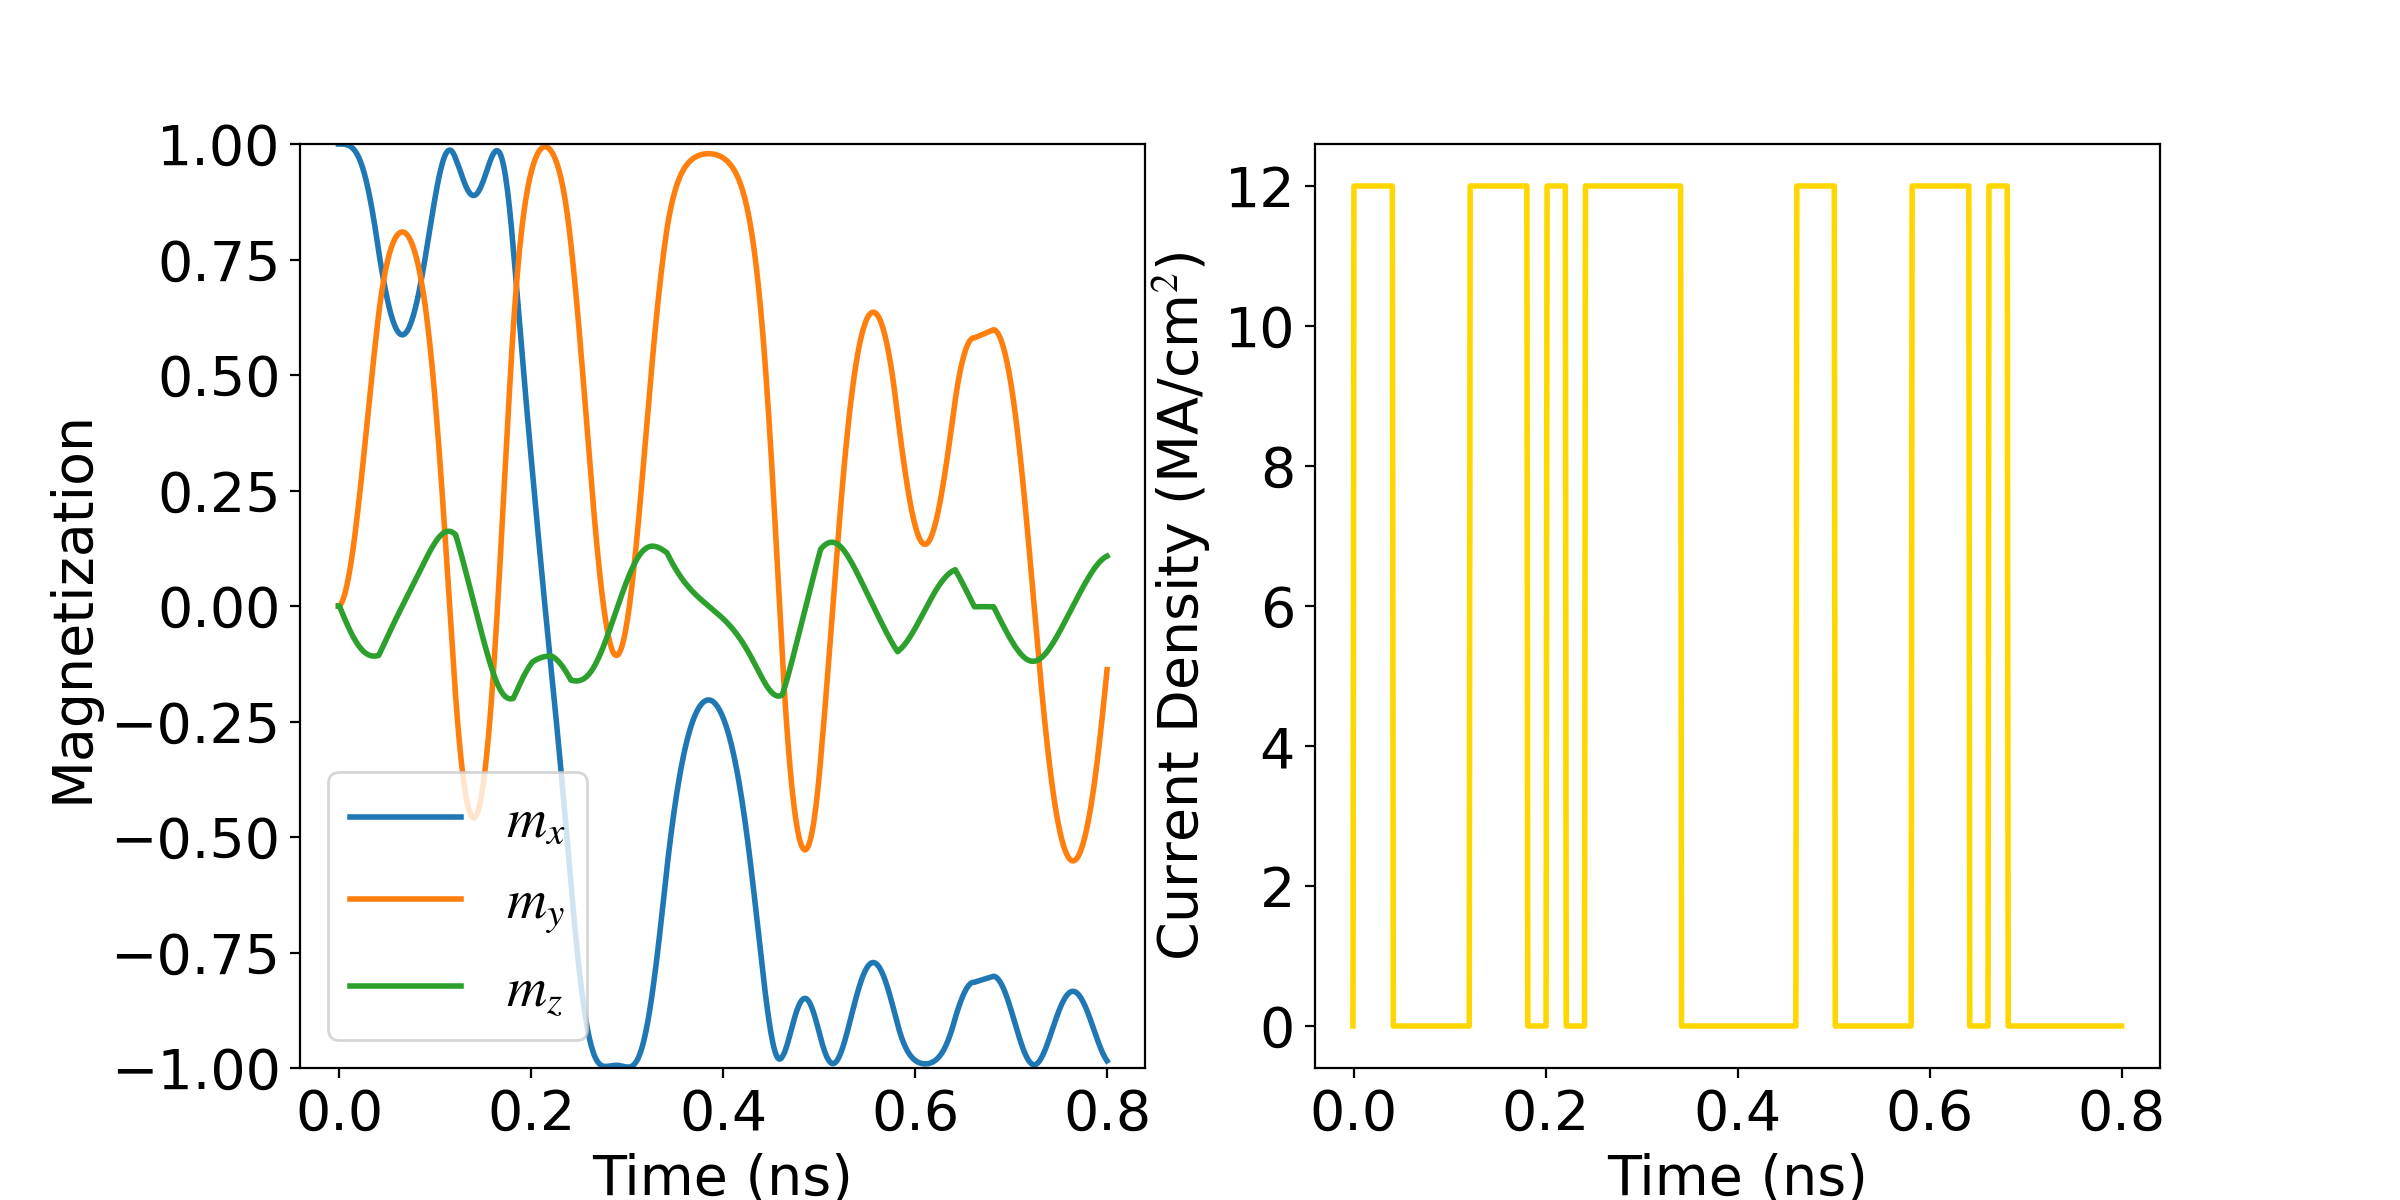 1.00
0.75
0.50
0.25
0.00
−0.25
−0.50
−0.75
−1.00
Magnetization
m_x
m_y
m_z
0.0 0.2 0.4 0.6 0.8
Time (ns)
12
10
8
6
4
2
0
Current Density (MA/cm²)
0.0 0.2 0.4 0.6 0.8
Time (ns)